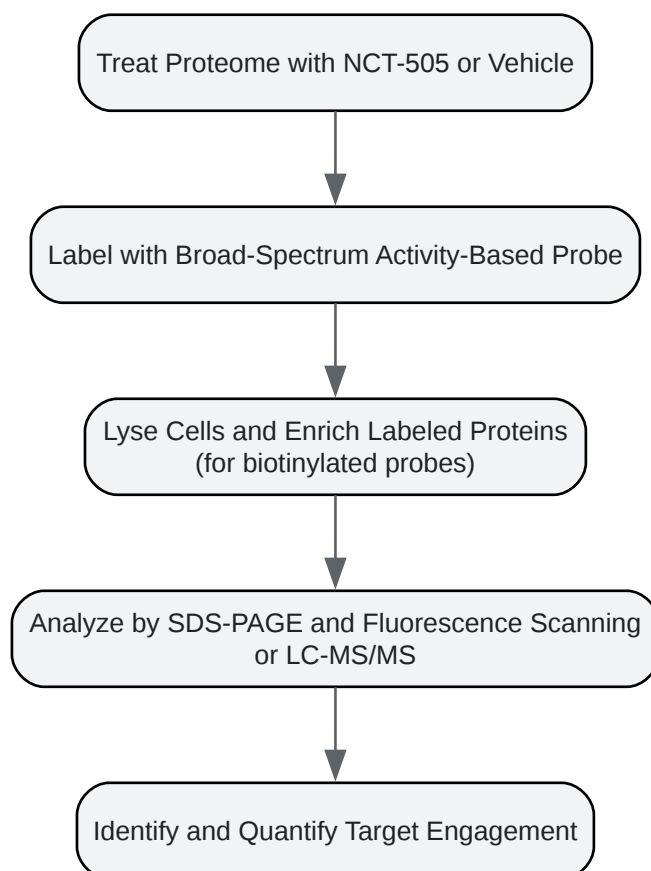 Treat Proteome with NCT-505 or Vehicle
Label with Broad-Spectrum Activity-Based Probe
Lyse Cells and Enrich Labeled Proteins
(for biotinylated probes)
Analyze by SDS-PAGE and Fluorescence Scanning
or LC-MS/MS
Identify and Quantify Target Engagement